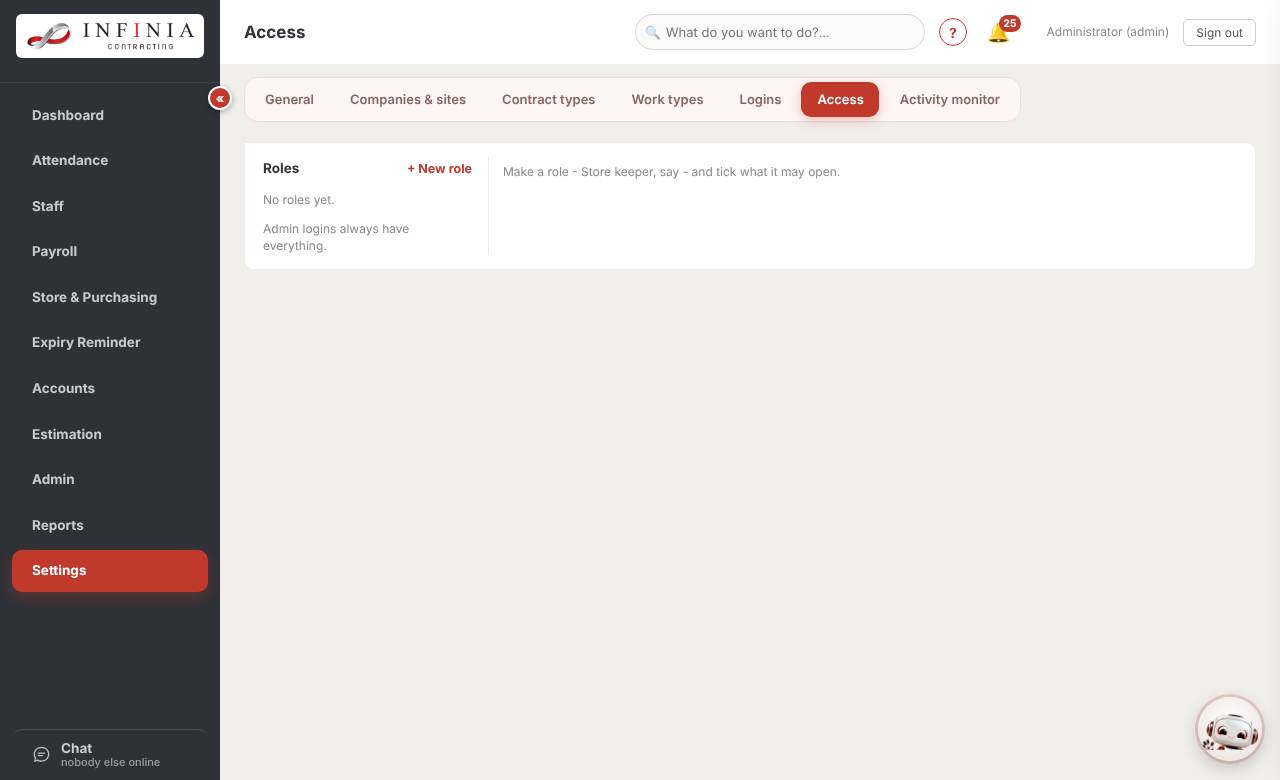 INFINIA
CONTRACTING
Access
What do you want to do?...
?
25
Administrator (admin)
Sign out
«
General
Companies & sites
Contract types
Work types
Logins
Access
Activity monitor
Dashboard
Attendance
Staff
Payroll
Store & Purchasing
Expiry Reminder
Accounts
Estimation
Admin
Reports
Settings
Roles
+ New role
No roles yet.
Admin logins always have
everything.
Make a role - Store keeper, say - and tick what it may open.
Chat
nobody else online